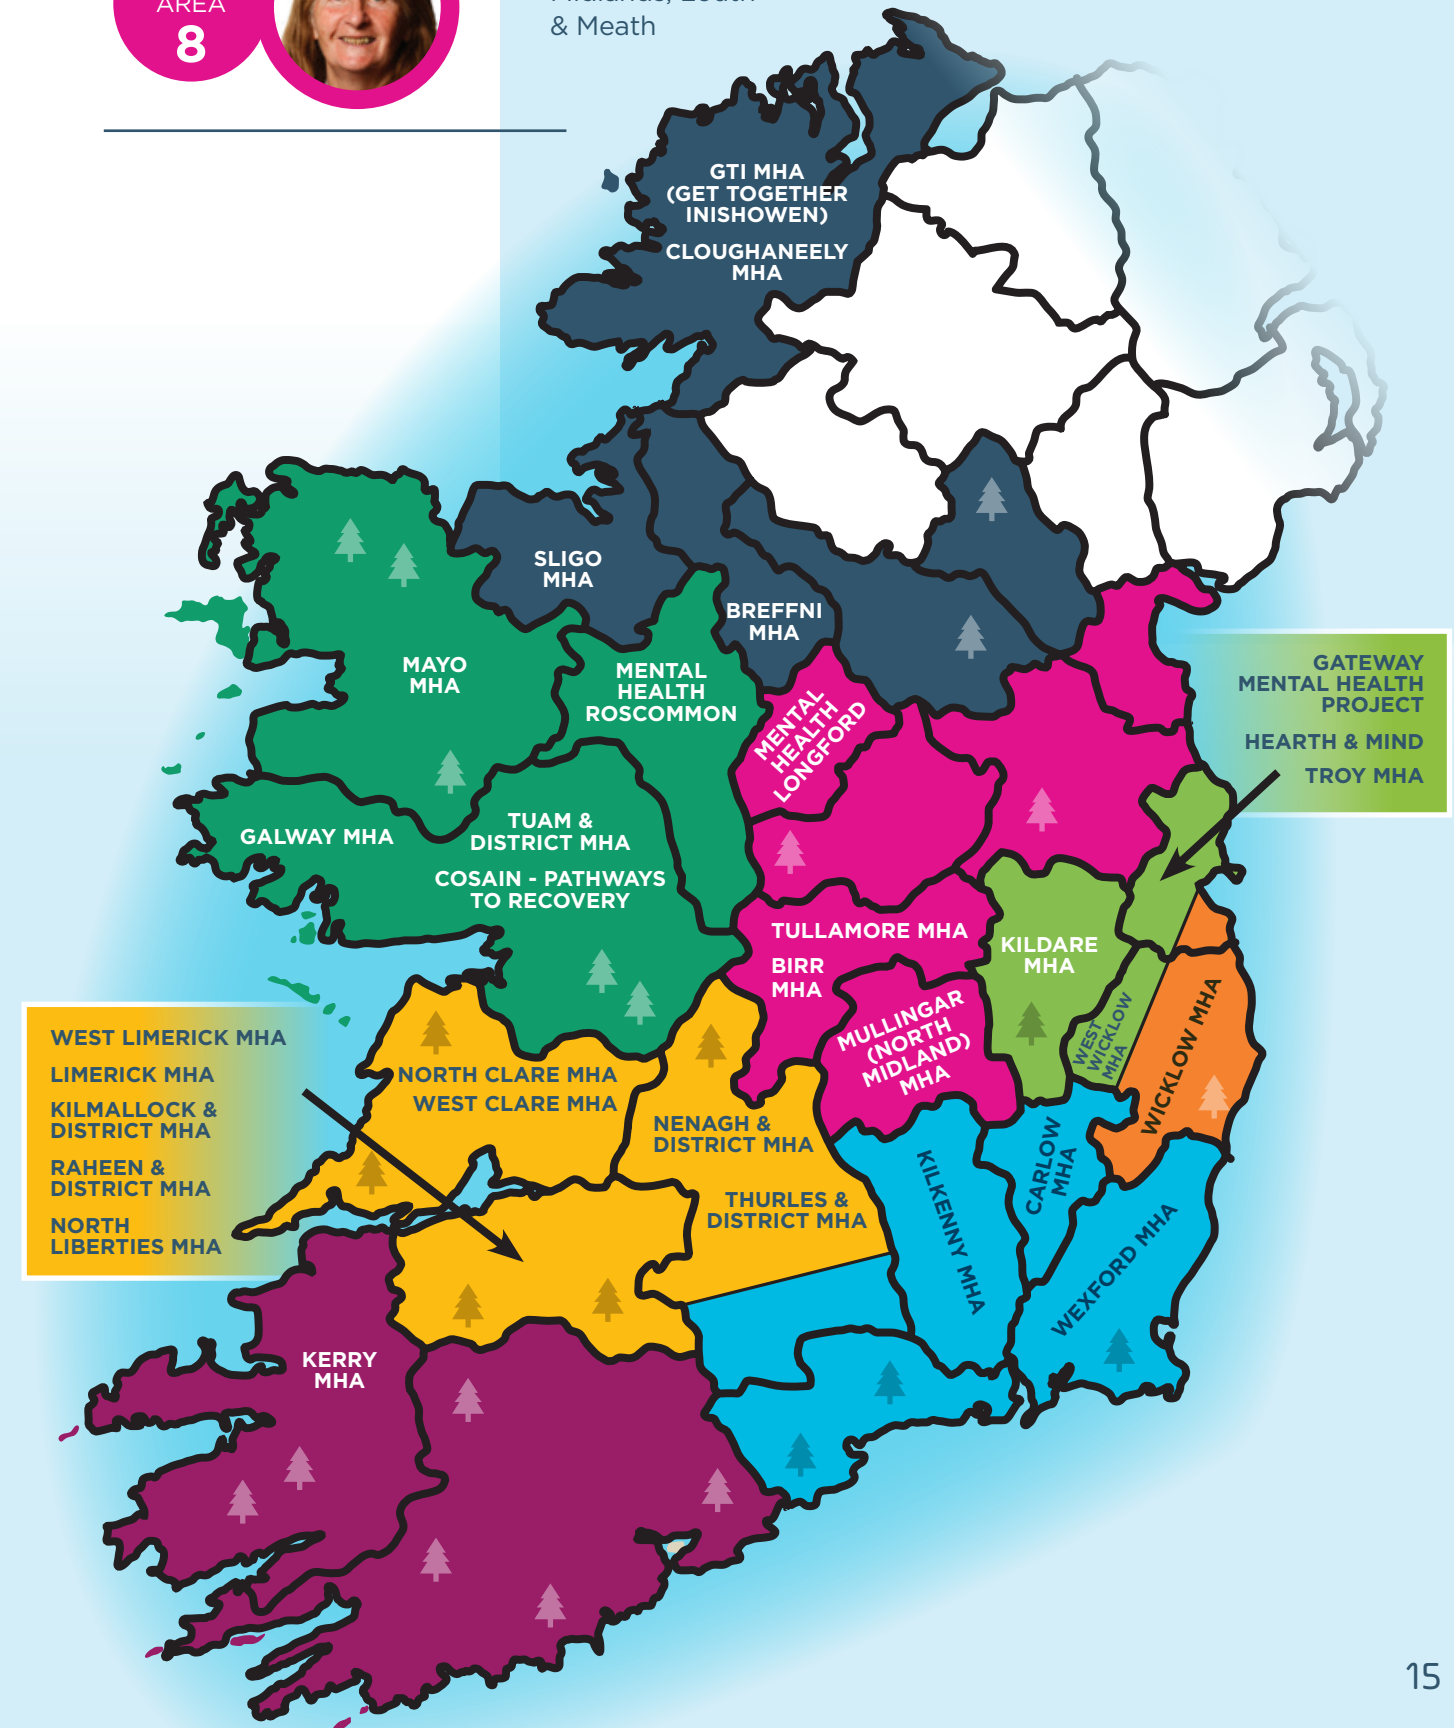 AREA
8
& Meath
GTI MHA
(GET TOGETHER
INISHOWEN)
CLOUGHANEELY
MHA
SLIGO
MHA
BREFFNI
MHA
MAYO
MHA
MENTAL
HEALTH
ROSCOMMON
MENTAL
HEALTH
LONGFORD
GATEWAY
MENTAL HEALTH
PROJECT
HEARTH & MIND
TROY MHA
GALWAY MHA
TUAM &
DISTRICT MHA
COSAIN - PATHWAYS
TO RECOVERY
TULLAMORE MHA
BIRR
MHA
KILDARE
MHA
MULLINGAR
(NORTH
MIDLAND)
MHA
WEST
WICKLOW
MHA
WICKLOW MHA
WEST LIMERICK MHA
LIMERICK MHA
KILMALLOCK &
DISTRICT MHA
RAHEEN &
DISTRICT MHA
NORTH
LIBERTIES MHA
NORTH CLARE MHA
WEST CLARE MHA
NENAGH &
DISTRICT MHA
THURLES &
DISTRICT MHA
KILKENNY MHA
CARLOW
MHA
WEXFORD MHA
KERRY
MHA
15